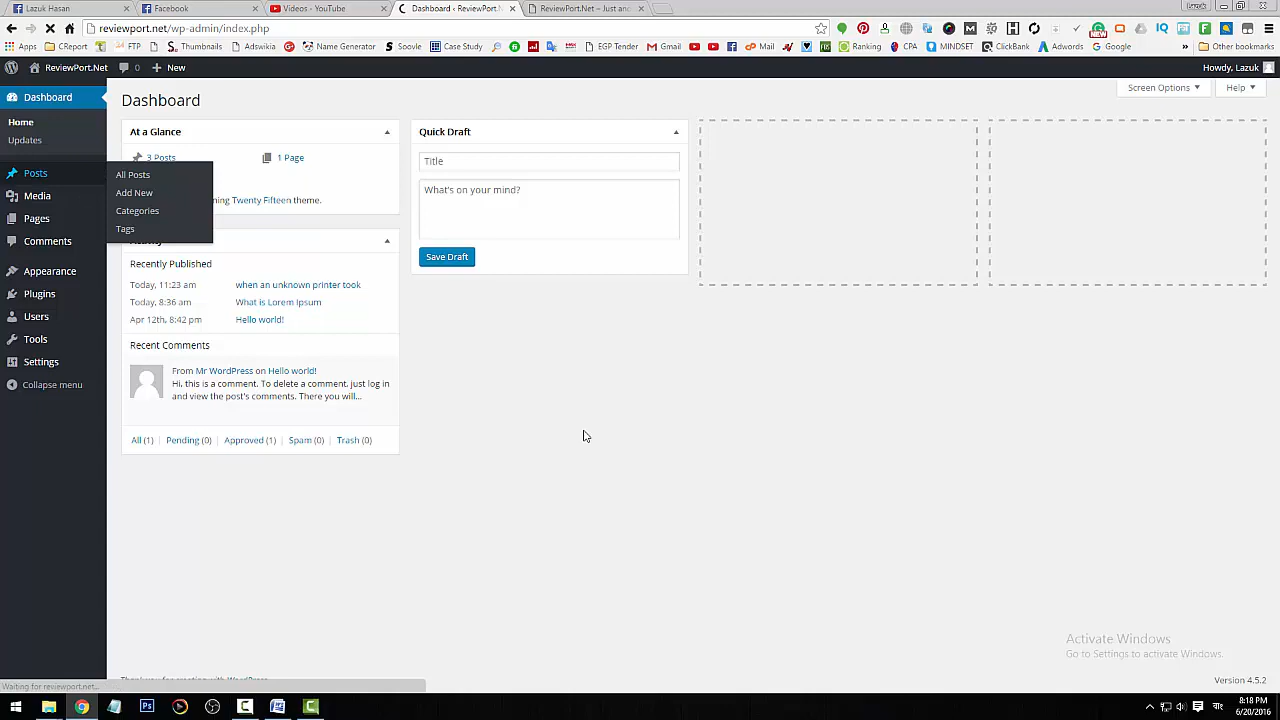 Lazuk Hasan
Facebook
Videos - YouTube
Dashboard ‹ ReviewPort.N
ReviewPort.Net – Just an
reviewport.net/wp-admin/index.php
Apps
CReport
FTP
Thumbnails
Adswikia
Name Generator
Soovle
Case Study
EGP Tender
Gmail
Mail
Ranking
CPA
MINDSET
ClickBank
Adwords
Google
»
Other bookmarks
ReviewPort.Net
0
+ New
Howdy, Lazuk
Screen Options
Help
Dashboard
Home
Updates
Posts
All Posts
Add New
Categories
Tags
Media
Pages
Comments
Appearance
Plugins
Users
Tools
Settings
Collapse menu
Dashboard
At a Glance
3 Posts
1 Page
ning Twenty Fifteen theme.
Recently Published
Today, 11:23 am when an unknown printer took
Today, 8:36 am What is Lorem Ipsum
Apr 12th, 8:42 pm Hello world!
Recent Comments
From Mr WordPress on Hello world!
Hi, this is a comment. To delete a comment, just log in
and view the post's comments. There you will...
All (1) | Pending (0) | Approved (1) | Spam (0) | Trash (0)
Quick Draft
Title
What's on your mind?
Save Draft
Activate Windows
Go to Settings to activate Windows.
Version 4.5.2
Waiting for reviewport.net...
8:18 PM
6/20/2016